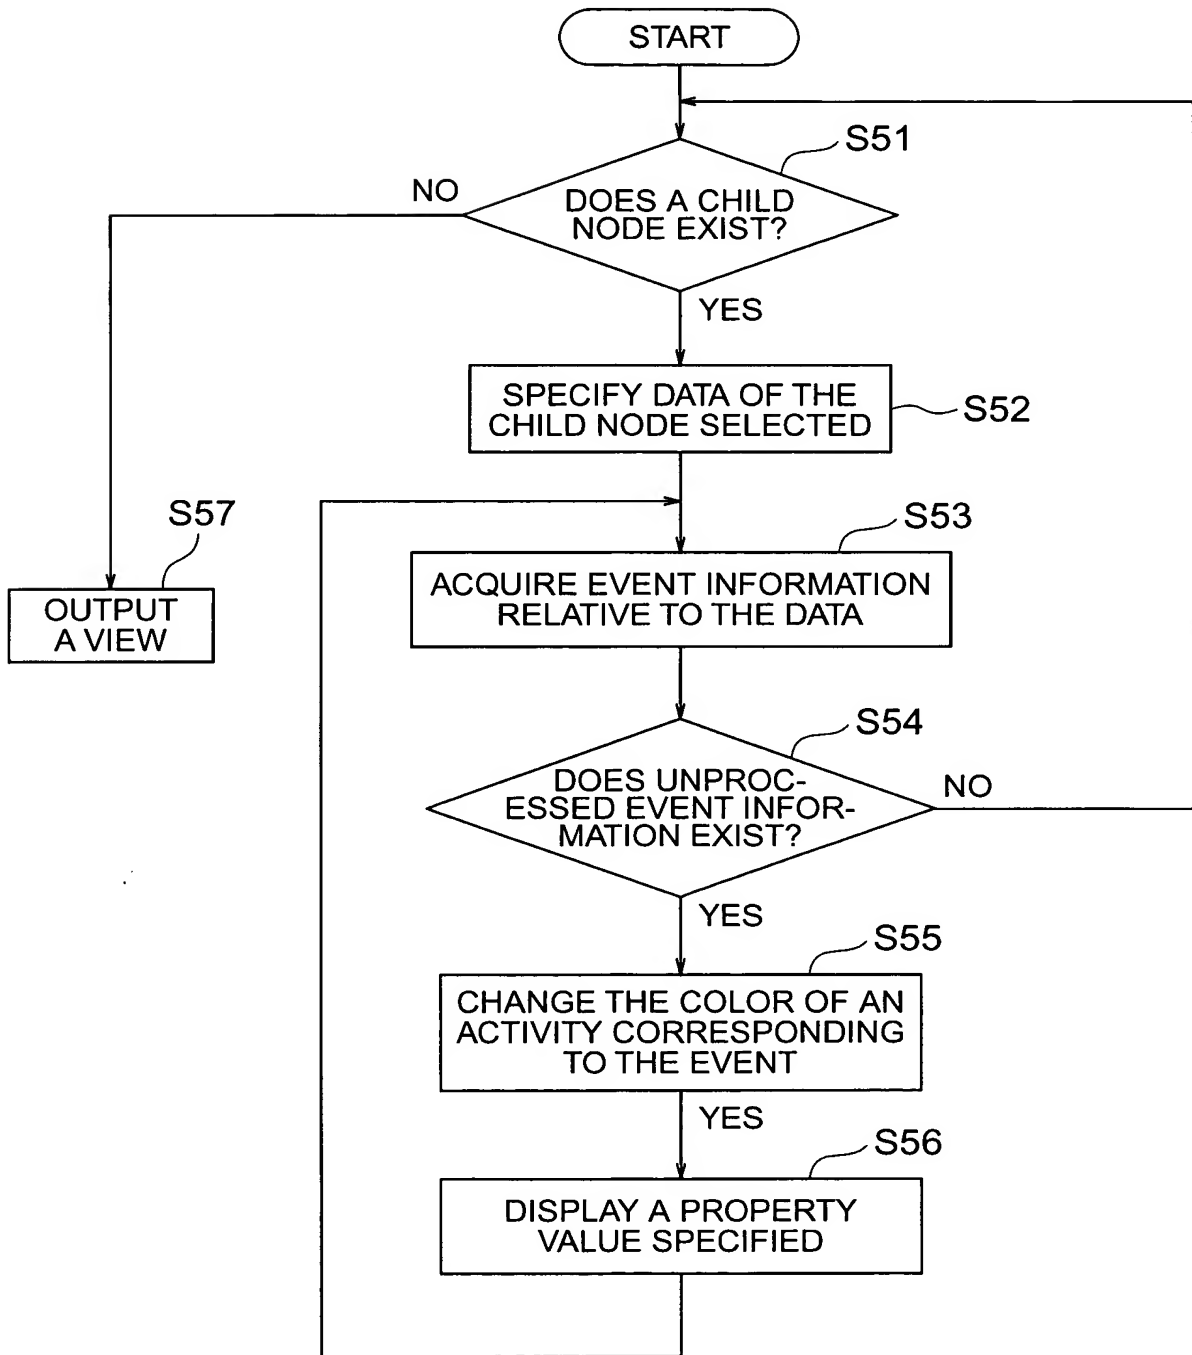 START
S51
NO
DOES A CHILD
NODE EXIST?
YES
SPECIFY DATA OF THE
CHILD NODE SELECTED
S52
S57
OUTPUT
A VIEW
S53
ACQUIRE EVENT INFORMATION
RELATIVE TO THE DATA
S54
DOES UNPROC-
ESSED EVENT INFOR-
MATION EXIST?
NO
YES
S55
CHANGE THE COLOR OF AN
ACTIVITY CORRESPONDING
TO THE EVENT
YES
S56
DISPLAY A PROPERTY
VALUE SPECIFIED